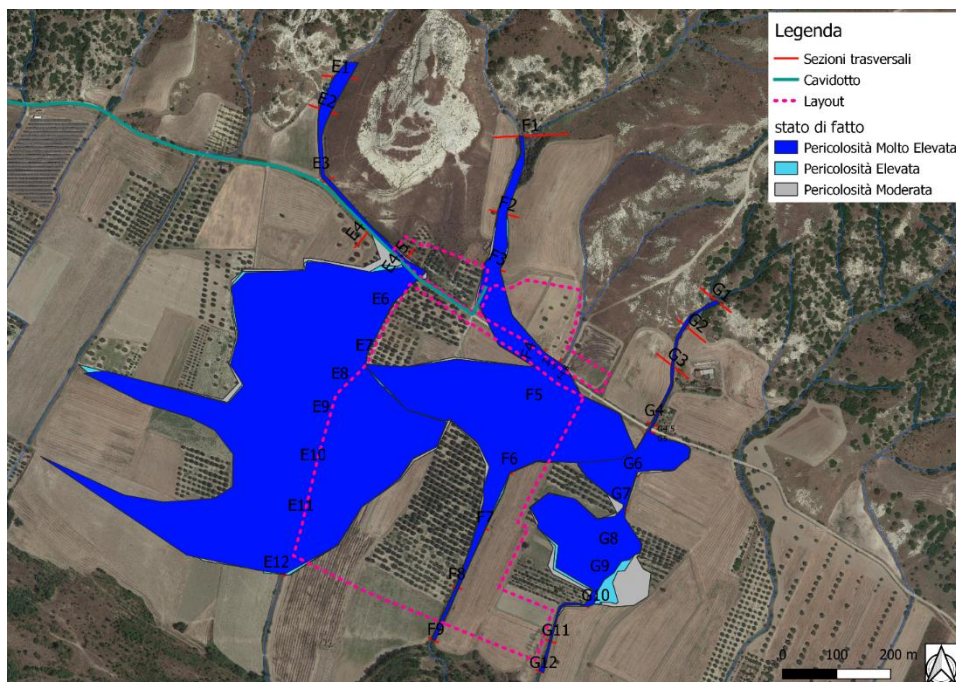 Legenda
Sezioni trasversali
Cavidotto
Layout
stato di fatto
Pericolosità Molto Elevata
Pericolosità Elevata
Pericolosità Moderata
E1
E2
F1
E3
F2
E4
E5
E4.5
F3
G1
E6
G2
G3
E7
E8
F5
E9
G4
E10
F6
G6
E11
G7
F7
G8
E12
G9
F8
G10
F9
G11
G12
0 100 200 m